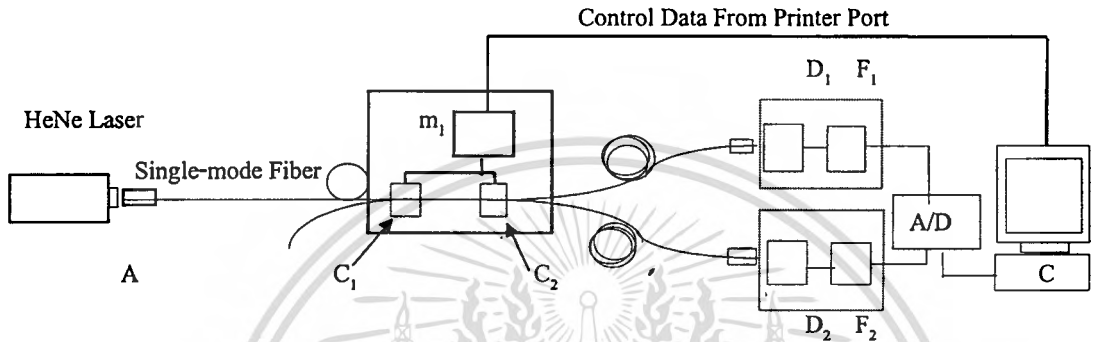 Control Data From Printer Port
D₁ F₁
HeNe Laser
m₁
Single-mode Fiber
A/D
A
C₁
C₂
C
D₂ F₂